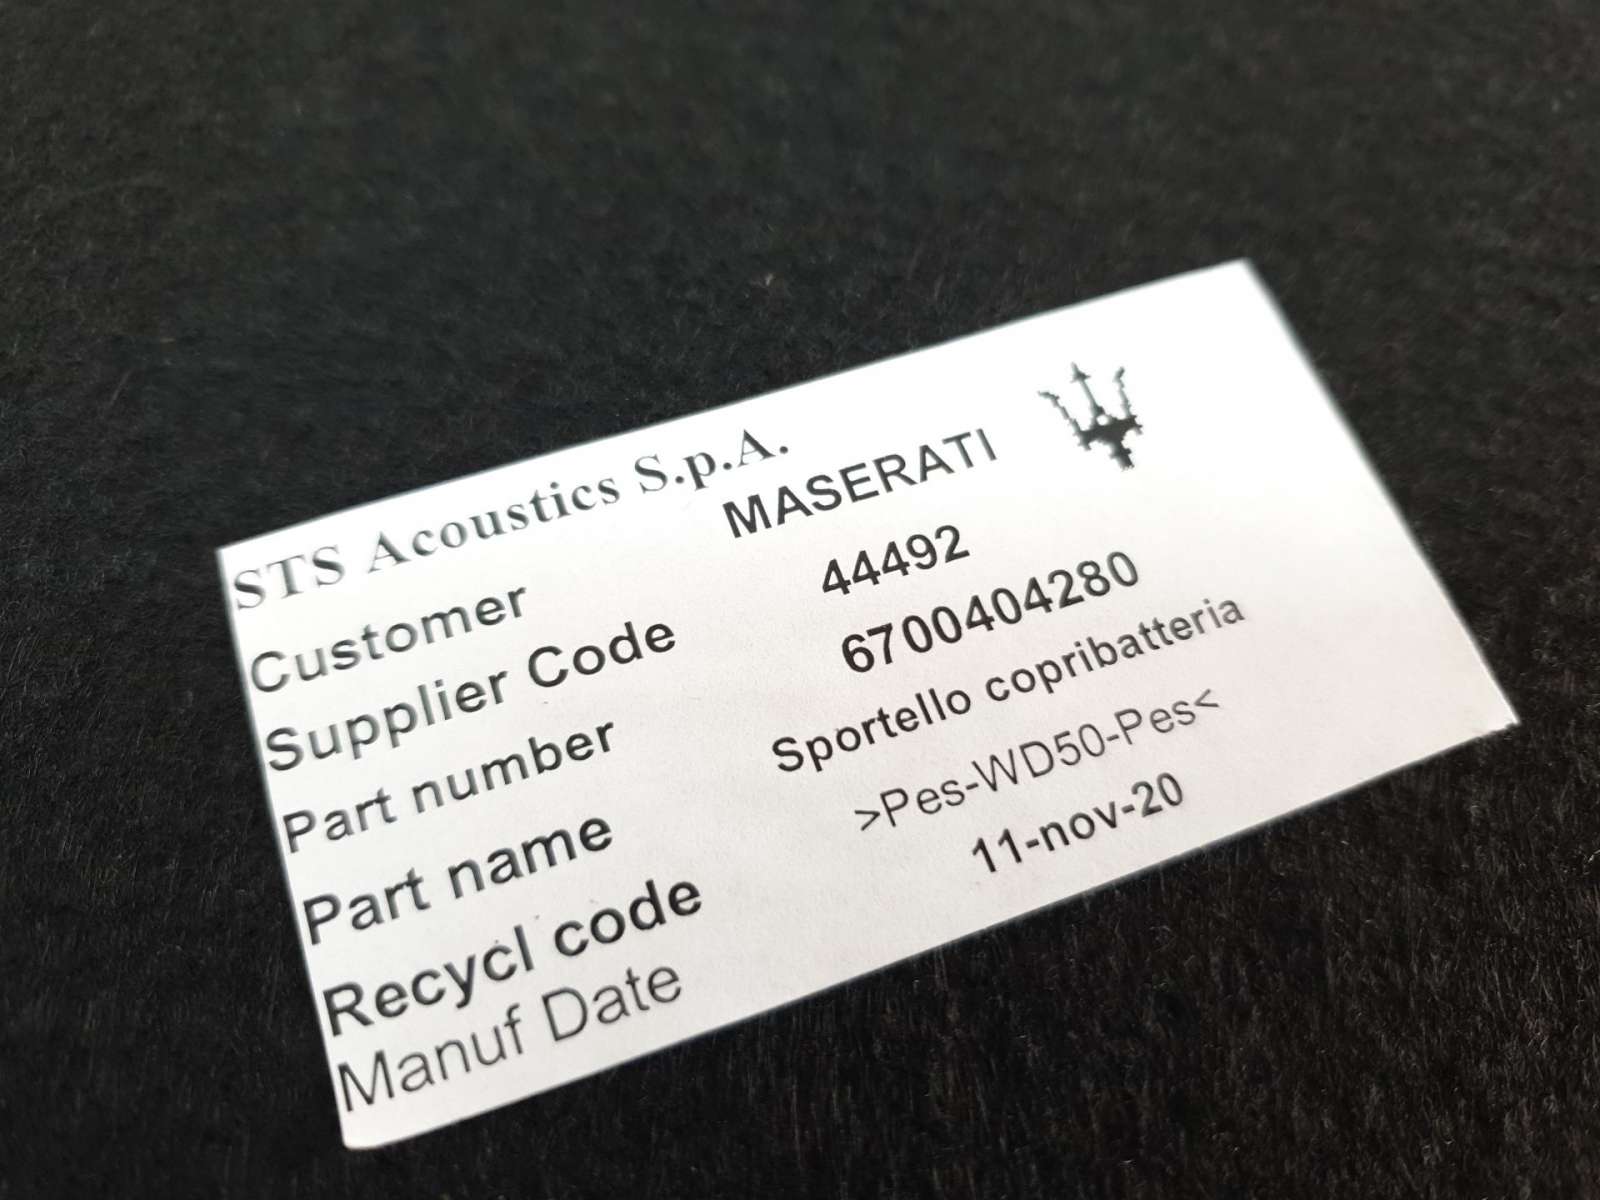 STS Acoustics S.p.A.
Customer MASERATI
Supplier Code 44492
Part number 6700404280
Part name Sportello copribatteria
Recycl code >Pes-WD50-Pes<
Manuf Date 11-nov-20